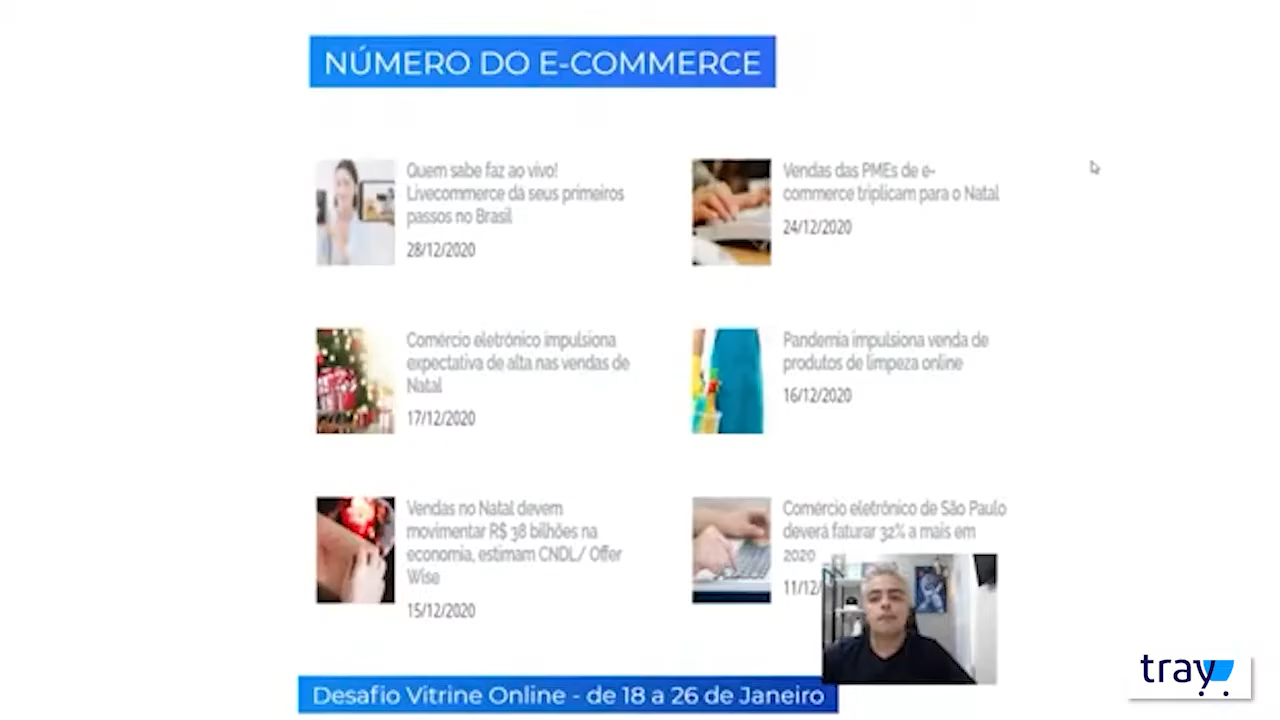 NÚMERO DO E-COMMERCE
Quem sabe faz ao vivo!
Livecommerce dá seus primeiros
passos no Brasil
28/12/2020
Vendas das PMEs de e-
commerce triplicam para o Natal
24/12/2020
Comércio eletrônico impulsiona
expectativa de alta nas vendas de
Natal
17/12/2020
Pandemia impulsiona venda de
produtos de limpeza online
16/12/2020
Vendas no Natal devem
movimentar R$ 38 bilhões na
economia, estimam CNDL/ Offer
Wise
15/12/2020
Comércio eletrônico de São Paulo
deverá faturar 32% a mais em
2020
11/12/
Desafio Vitrine Online - de 18 a 26 de Janeiro
tray